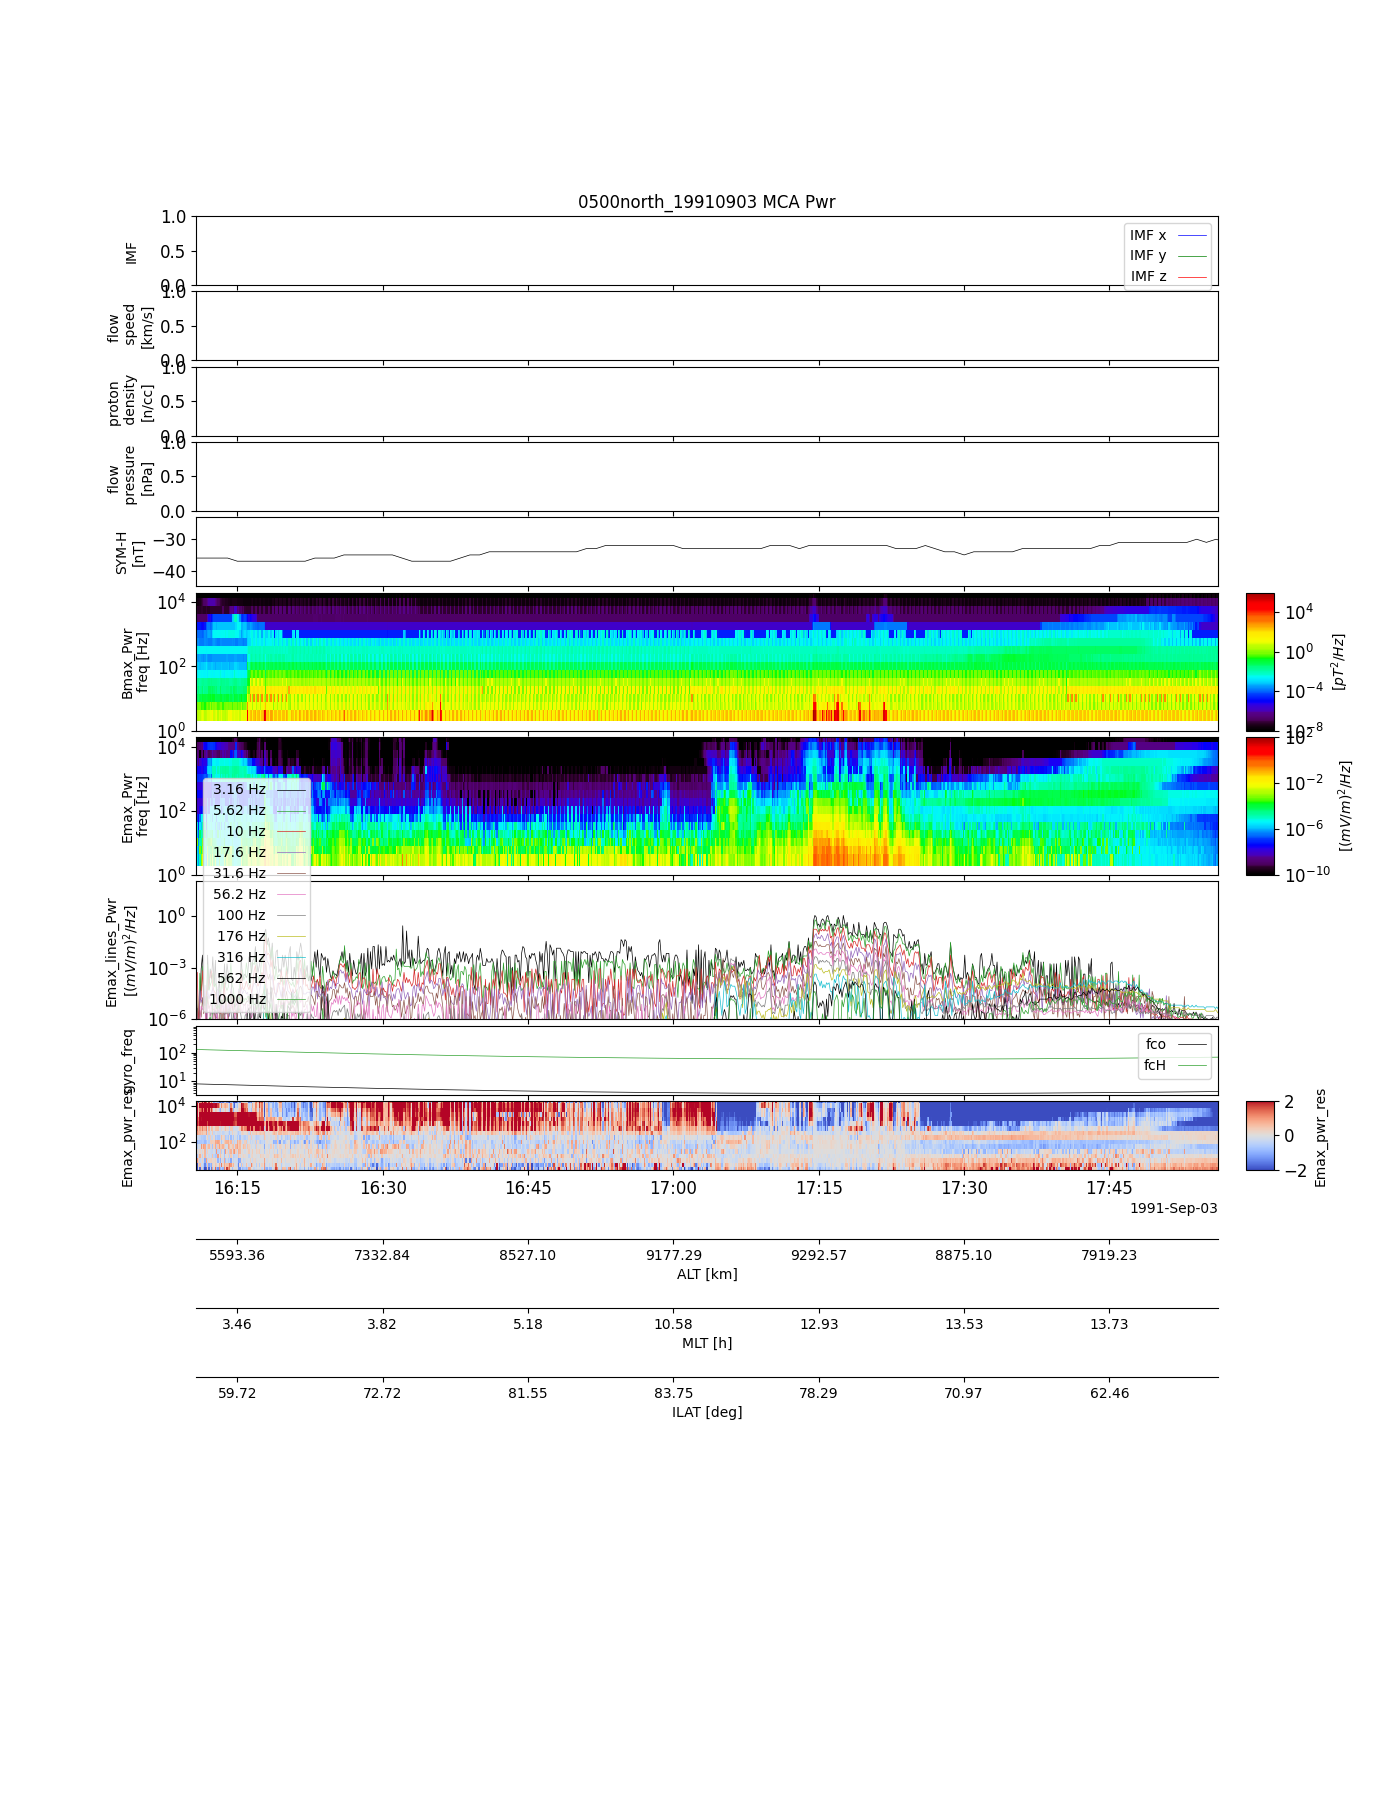 0500north_19910903 MCA Pwr
1.0
0.5
0.0
IMF
IMF x
IMF y
IMF z
1.0
0.5
0.0
flow
speed
[km/s]
1.0
0.5
0.0
proton
density
[n/cc]
1.0
0.5
0.0
flow
pressure
[nPa]
−30
−40
SYM-H
[nT]
10^4
10^2
10^0
Bmax_Pwr
freq [Hz]
10^4
10^0
10^−4
10^−8
[pT^2/Hz]
10^4
10^2
10^0
Emax_Pwr
freq [Hz]
10^2
10^−2
10^−6
10^−10
[(mV/m)^2/Hz]
3.16 Hz
5.62 Hz
10 Hz
17.6 Hz
31.6 Hz
56.2 Hz
100 Hz
176 Hz
316 Hz
562 Hz
1000 Hz
10^0
10^−3
10^−6
Emax_lines_Pwr
[(mV/m)^2/Hz]
10^2
10^1
gyro_freq
fco
fcH
10^4
10^2
Emax_pwr_res
2
0
−2
Emax_pwr_res
16:15 16:30 16:45 17:00 17:15 17:30 17:45
1991-Sep-03
5593.36 7332.84 8527.10 9177.29 9292.57 8875.10 7919.23
ALT [km]
3.46 3.82 5.18 10.58 12.93 13.53 13.73
MLT [h]
59.72 72.72 81.55 83.75 78.29 70.97 62.46
ILAT [deg]